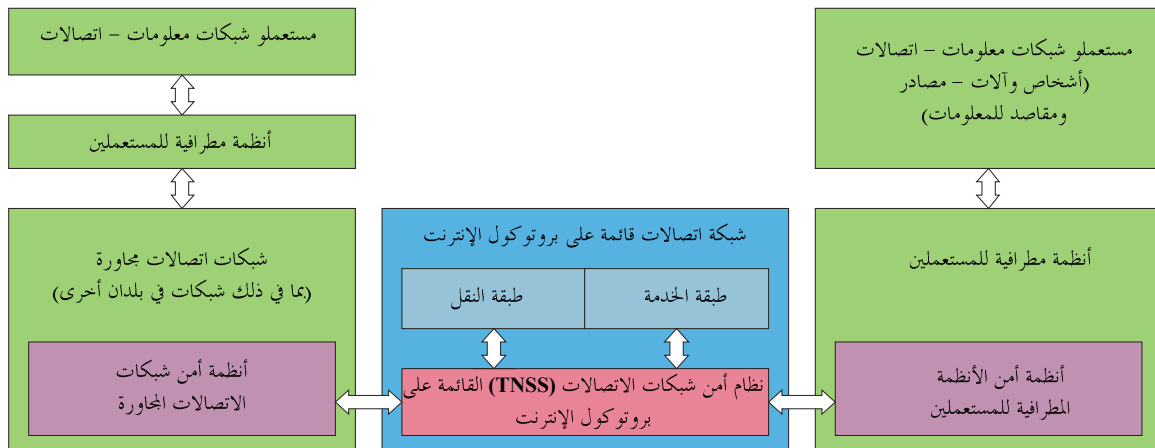 مستعملو شبكات معلومات – اتصالات
(أشخاص وآلات – مصادر
ومقاصد للمعلومات)
أنظمة مطرافية للمستعملين
أنظمة أمن الأنظمة
المطرافية للمستعملين
شبكة اتصالات قائمة على بروتوكول الإنترنت
طبقة الخدمة
طبقة النقل
نظام أمن شبكات الاتصالات (TNSS) القائمة على
بروتوكول الإنترنت
مستعملو شبكات معلومات – اتصالات
أنظمة مطرافية للمستعملين
شبكات اتصالات مجاورة
(بما في ذلك شبكات في بلدان أخرى)
أنظمة أمن شبكات
الاتصالات المجاورة